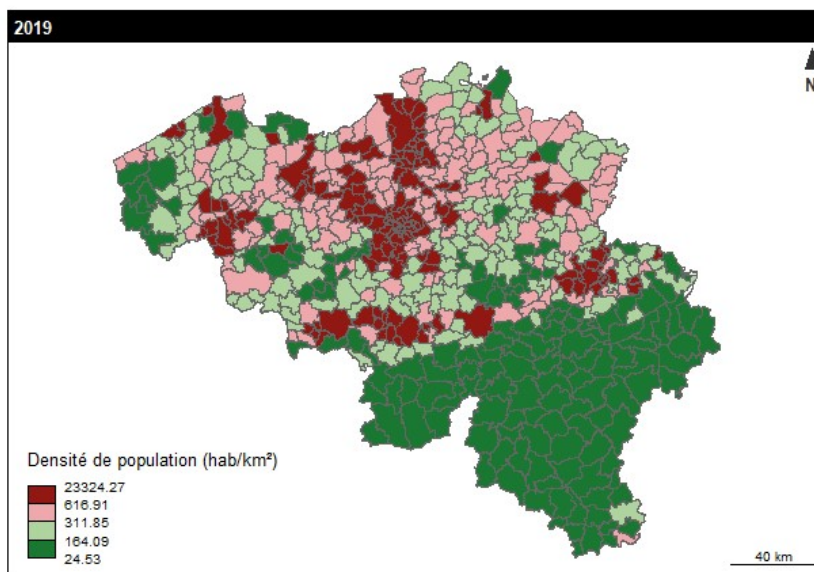 2019
N
Densité de population (hab/km²)
23324.27
616.91
311.85
164.09
24.53
40 km